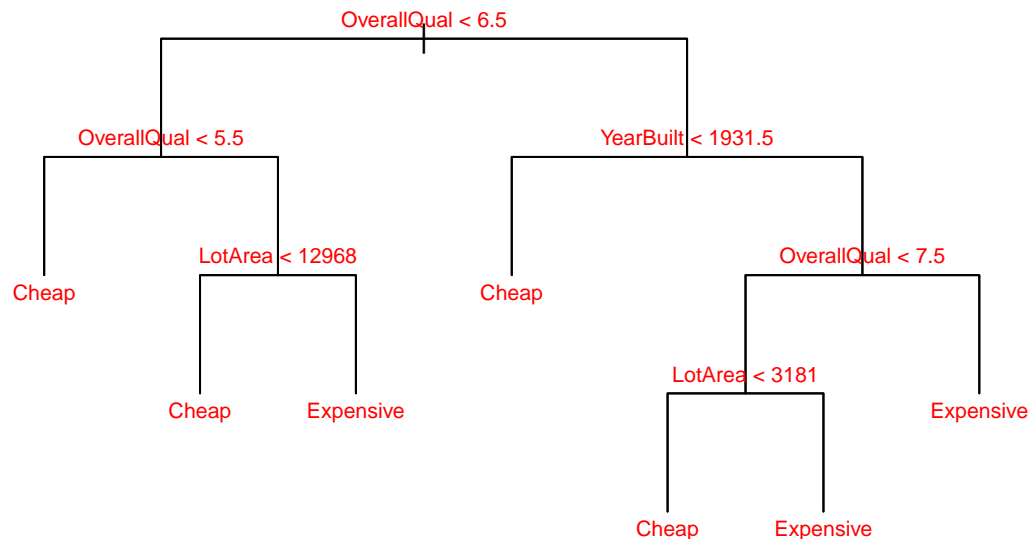 OverallQual < 6.5
OverallQual < 5.5
YearBuilt < 1931.5
LotArea < 12968
OverallQual < 7.5
Cheap
Cheap
LotArea < 3181
Cheap
Expensive
Expensive
Cheap
Expensive